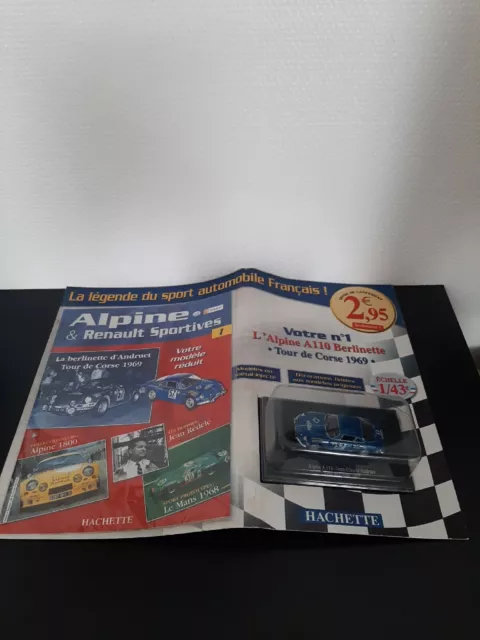 La légende du sport automobile Français !
Alpine
& Renault Sportives
1
La berlinette d'Andruet
Tour de Corse 1969
Votre
modèle
réduit
Alpine 1800
Jean Rédélé
Le Mans 1968
HACHETTE
2€,95
Votre n°1
L'Alpine A110 Berlinette
• Tour de Corse 1969 •
ECHELLE
1/43e
HACHETTE